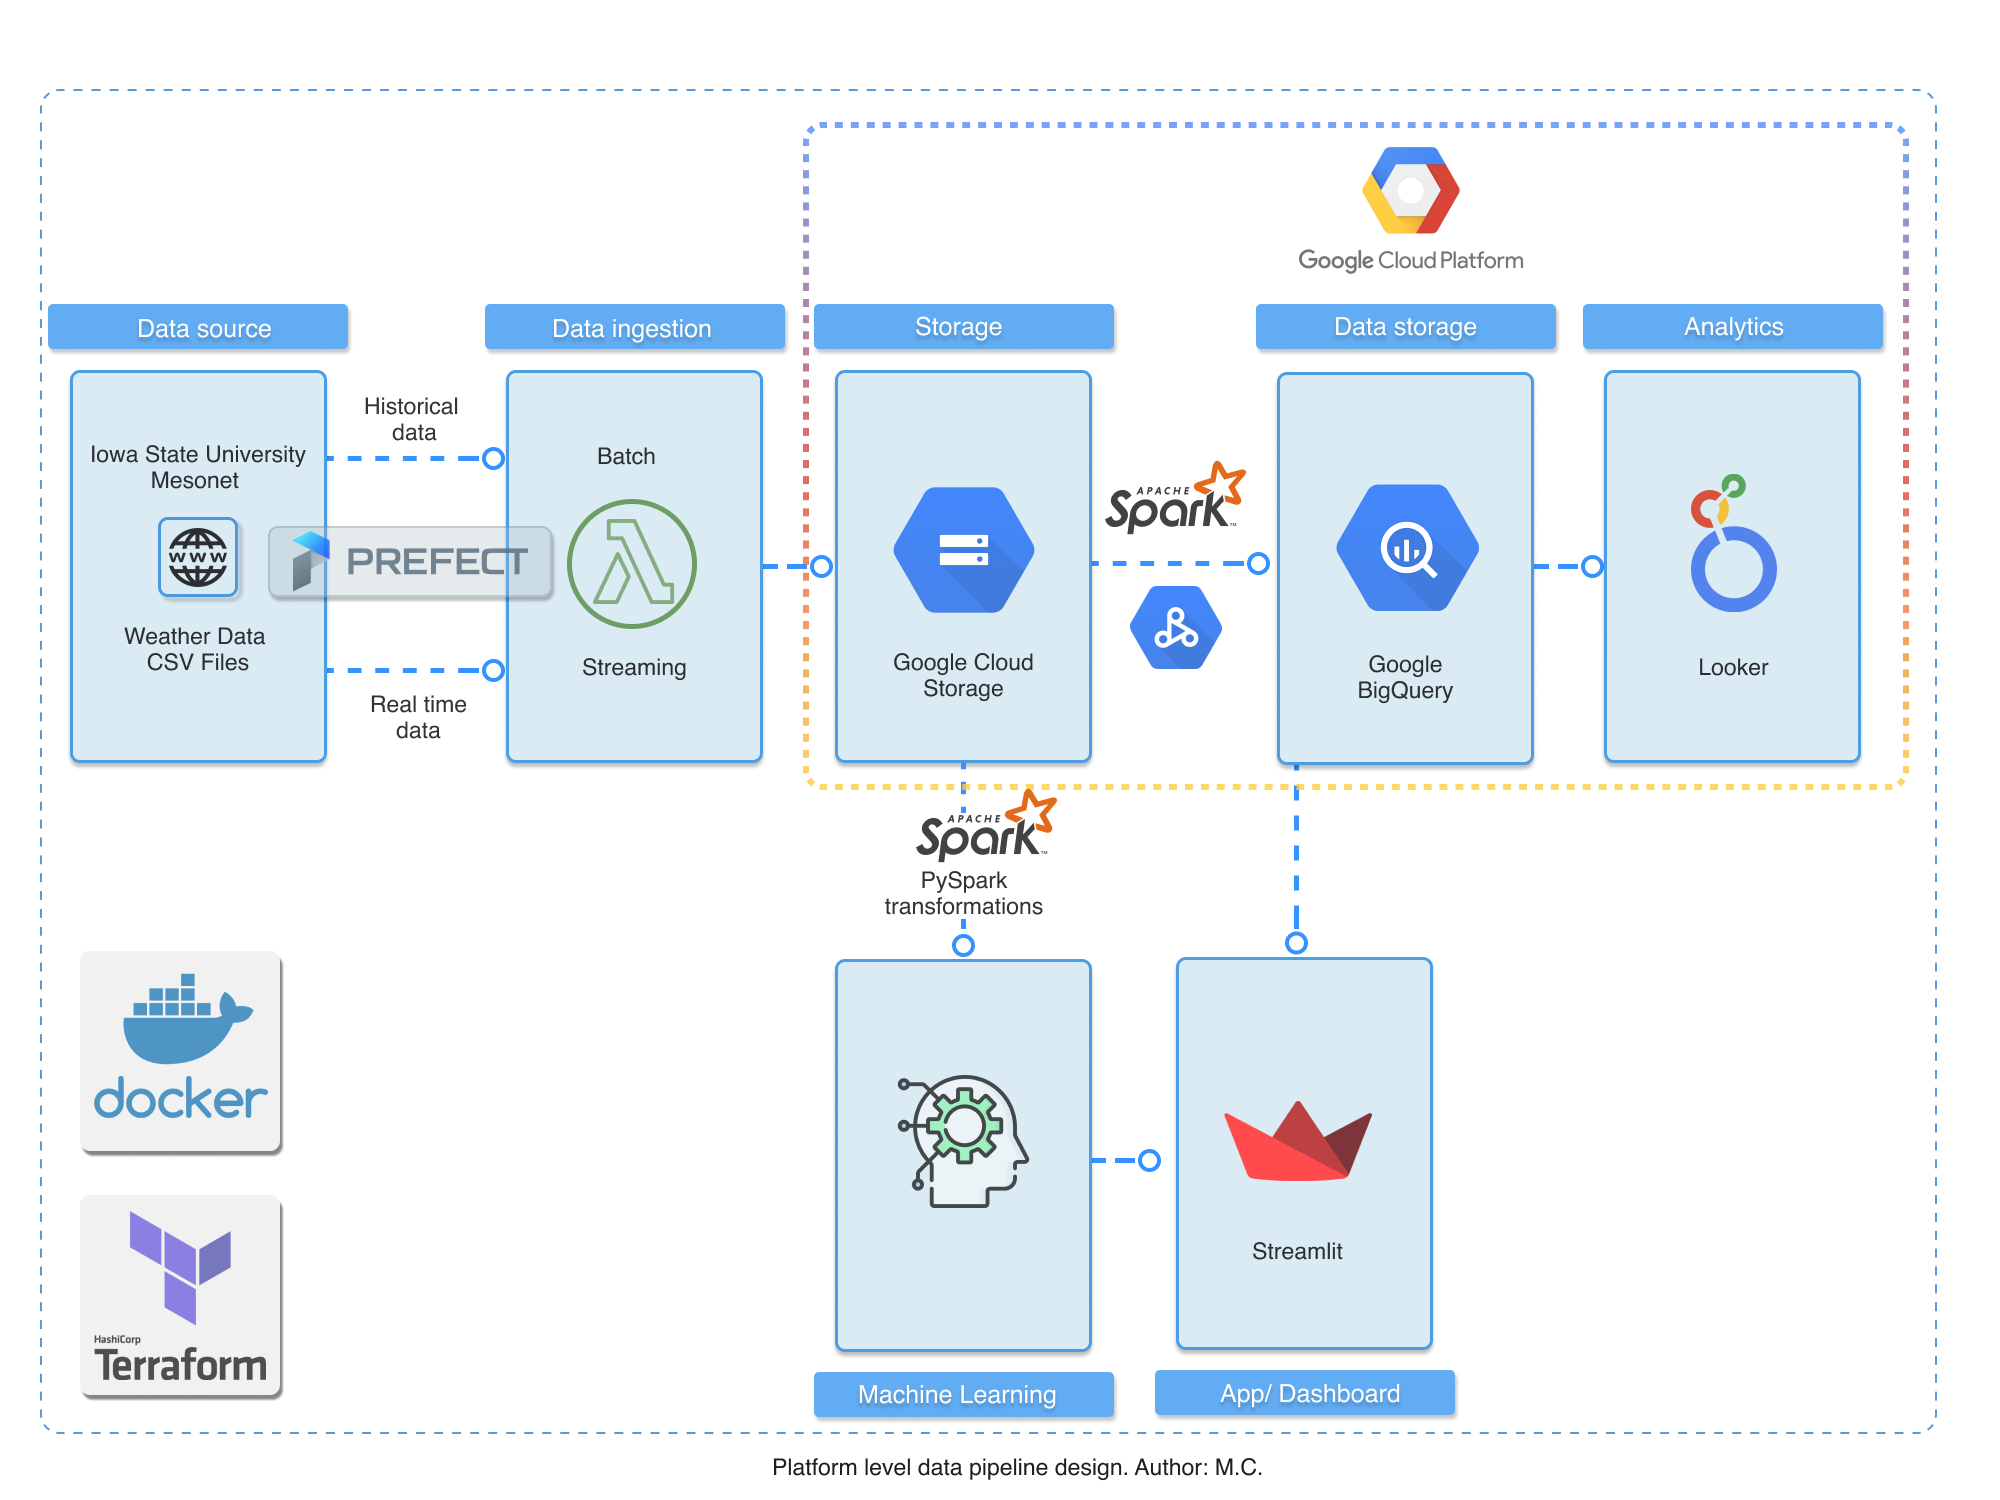 Google Cloud Platform
Data source
Data ingestion
Storage
Data storage
Analytics
Historical
data
Iowa State University
Mesonet
WWW
Weather Data
CSV Files
PREFECT
Real time
data
Batch
Streaming
Google Cloud
Storage
APACHE
Spark™
Google
BigQuery
Looker
APACHE
Spark™
PySpark
transformations
docker
HashiCorp
Terraform
Streamlit
Machine Learning
App/ Dashboard
Platform level data pipeline design. Author: M.C.